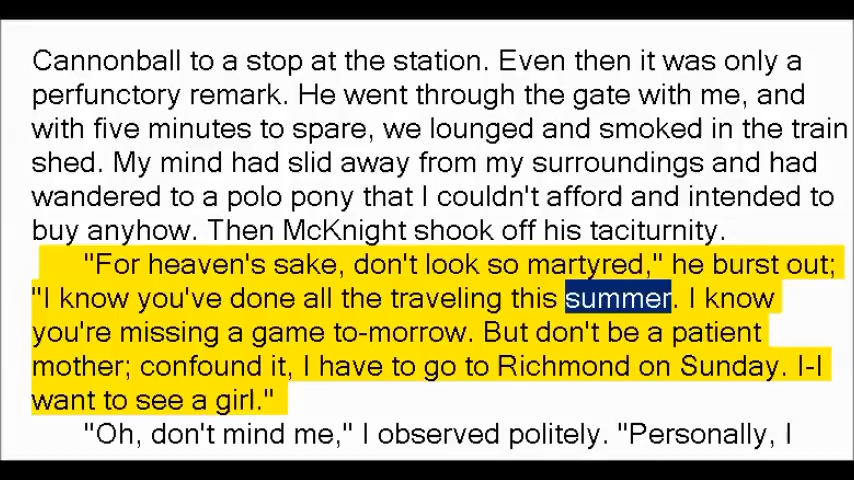 Cannonball to a stop at the station. Even then it was only a
perfunctory remark. He went through the gate with me, and
with five minutes to spare, we lounged and smoked in the train
shed. My mind had slid away from my surroundings and had
wandered to a polo pony that I couldn't afford and intended to
buy anyhow. Then McKnight shook off his taciturnity.
"For heaven's sake, don't look so martyred," he burst out;
"I know you've done all the traveling this summer. I know
you're missing a game to-morrow. But don't be a patient
mother; confound it, I have to go to Richmond on Sunday. I-I
want to see a girl."
"Oh, don't mind me," I observed politely. "Personally, I